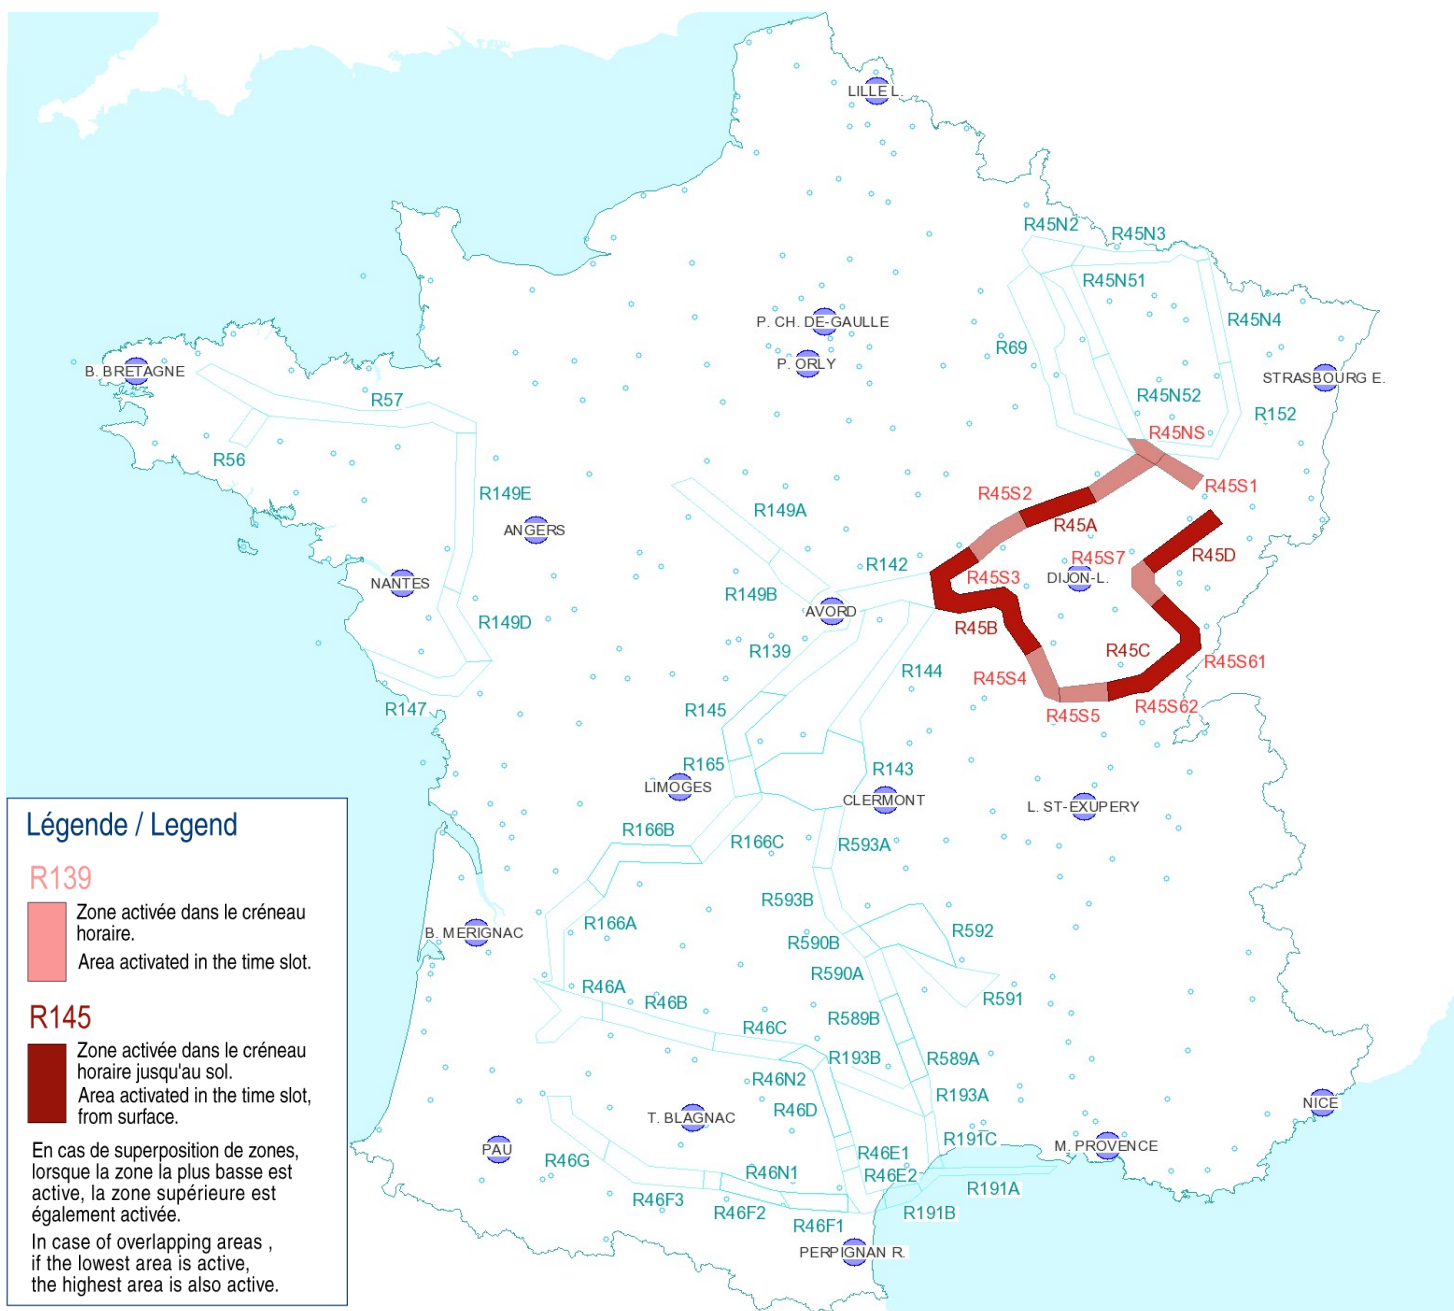 LILLE L.
R45N2
R45N3
R45N51
P. CH. DE-GAULLE
R45N4
R69
P. ORLY
B. BRETAGNE
STRASBOURG E.
R57
R45N52
R152
R45NS
R56
R45S1
R149E
R45S2
R149A
R45A
ANGERS
R45S7
R45D
R142
R45S3
DIJON-L.
NANTES
R149B
AVORD
R149D
R45B
R139
R45C
R45S61
R144
R45S4
R147
R145
R45S5
R45S62
R165
R143
LIMOGES
CLERMONT
L. ST-EXUPERY
R166B
R166C
R593A
R593B
R166A
B. MERIGNAC
R590B
R592
R590A
R46A
R46B
R591
R46C
R589B
R193B
R589A
R46N2
R193A
R46D
T. BLAGNAC
NICE
R191C
M. PROVENCE
PAU
R46G
R46E1
R46N1
R46E2
R191A
R46F3
R46F2
R46F1
R191B
PERPIGNAN R.
Légende / Legend
R139
Zone activée dans le créneau
horaire.
Area activated in the time slot.
R145
Zone activée dans le créneau
horaire jusqu'au sol.
Area activated in the time slot,
from surface.
En cas de superposition de zones,
lorsque la zone la plus basse est
active, la zone supérieure est
également activée.
In case of overlapping areas ,
if the lowest area is active,
the highest area is also active.